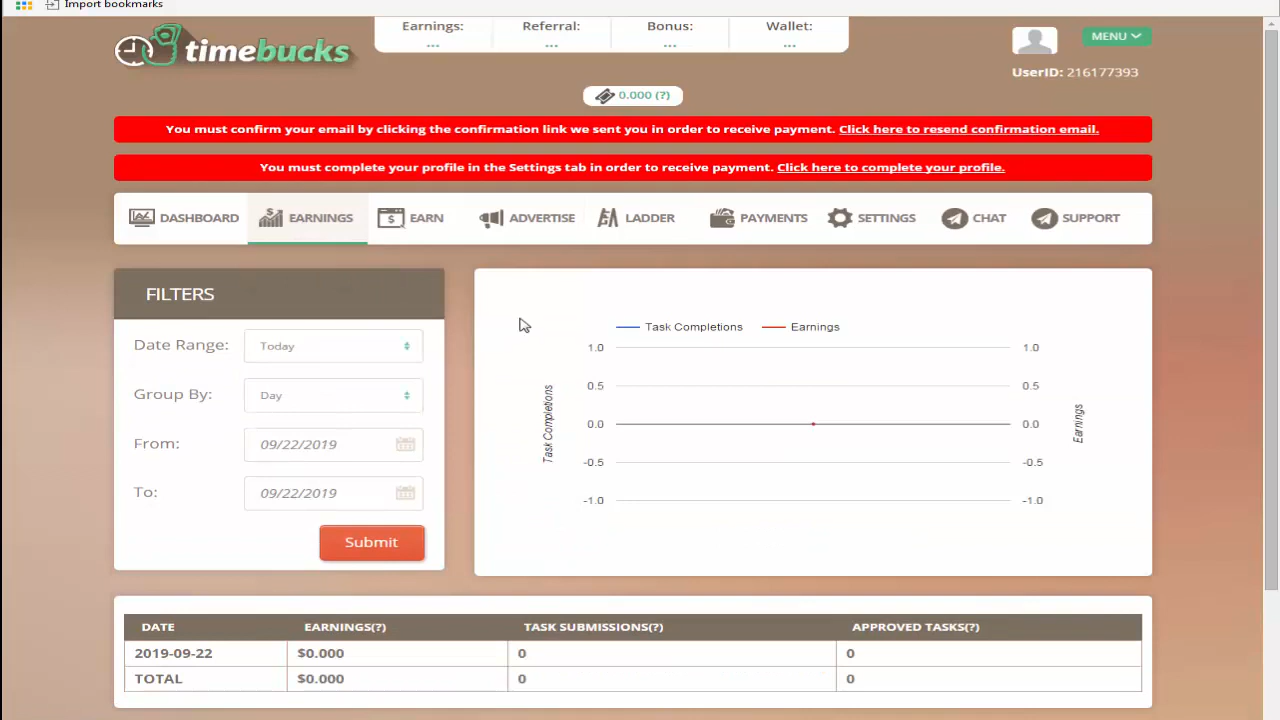 Import bookmarks
Earnings: Referral: Bonus: Wallet:
... ... ... ...
timebucks
MENU
UserID: 216177393
0.000 (?)
You must confirm your email by clicking the confirmation link we sent you in order to receive payment. Click here to resend confirmation email.
You must complete your profile in the Settings tab in order to receive payment. Click here to complete your profile.
DASHBOARD EARNINGS EARN ADVERTISE LADDER PAYMENTS SETTINGS CHAT SUPPORT
FILTERS
Date Range: Today
Group By: Day
From: 09/22/2019
To: 09/22/2019
Submit
Task Completions Earnings
1.0 1.0
0.5 0.5
0.0 0.0
-0.5 -0.5
-1.0 -1.0
Task Completions
Earnings
DATE EARNINGS(?) TASK SUBMISSIONS(?) APPROVED TASKS(?)
2019-09-22 $0.000 0 0
TOTAL $0.000 0 0